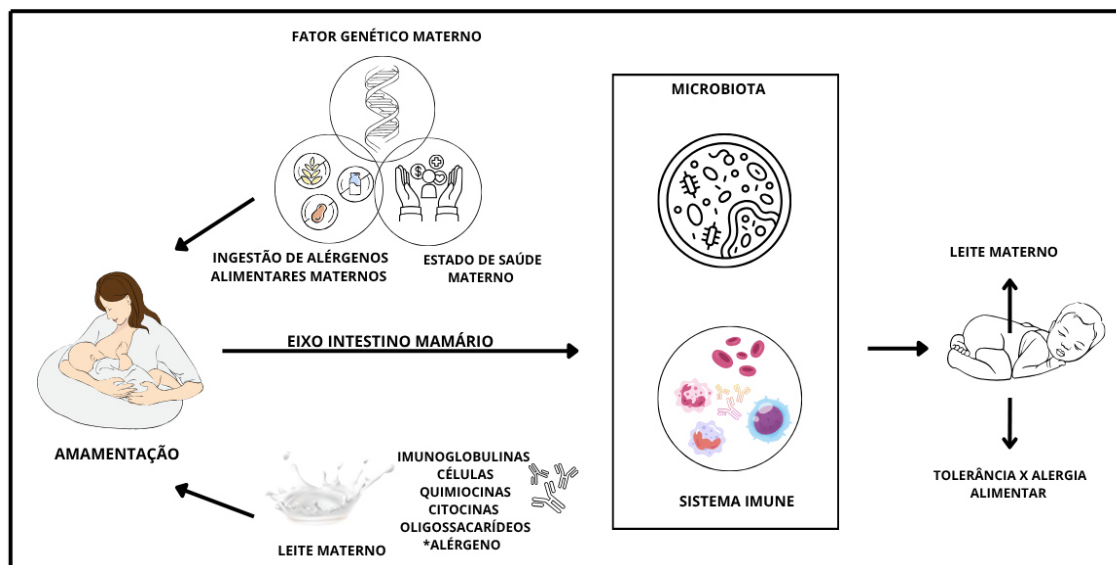 FATOR GENÉTICO MATERNO
INGESTÃO DE ALÉRGENOS
ALIMENTARES MATERNOS
ESTADO DE SAÚDE
MATERNO
AMAMENTAÇÃO
EIXO INTESTINO MAMÁRIO
LEITE MATERNO
IMUNOGLOBULINAS
CÉLULAS
QUIMIOCINAS
CITOCINAS
OLIGOSSACARÍDEOS
*ALÉRGENO
MICROBIOTA
SISTEMA IMUNE
LEITE MATERNO
TOLERÂNCIA X ALERGIA
ALIMENTAR